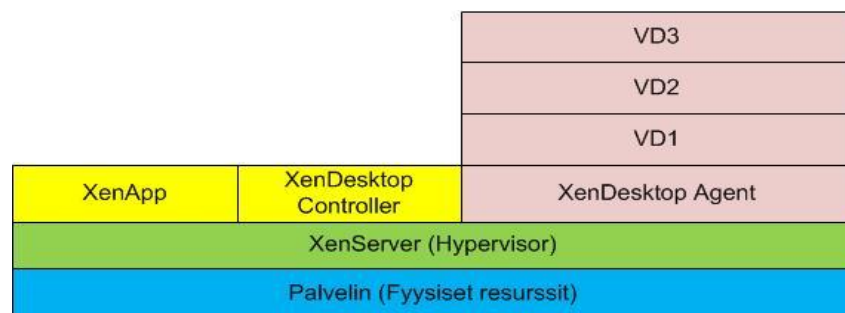 VD3
VD2
VD1
XenApp
XenDesktop
Controller
XenDesktop Agent
XenServer (Hypervisor)
Palvelin (Fyysiset resurssit)